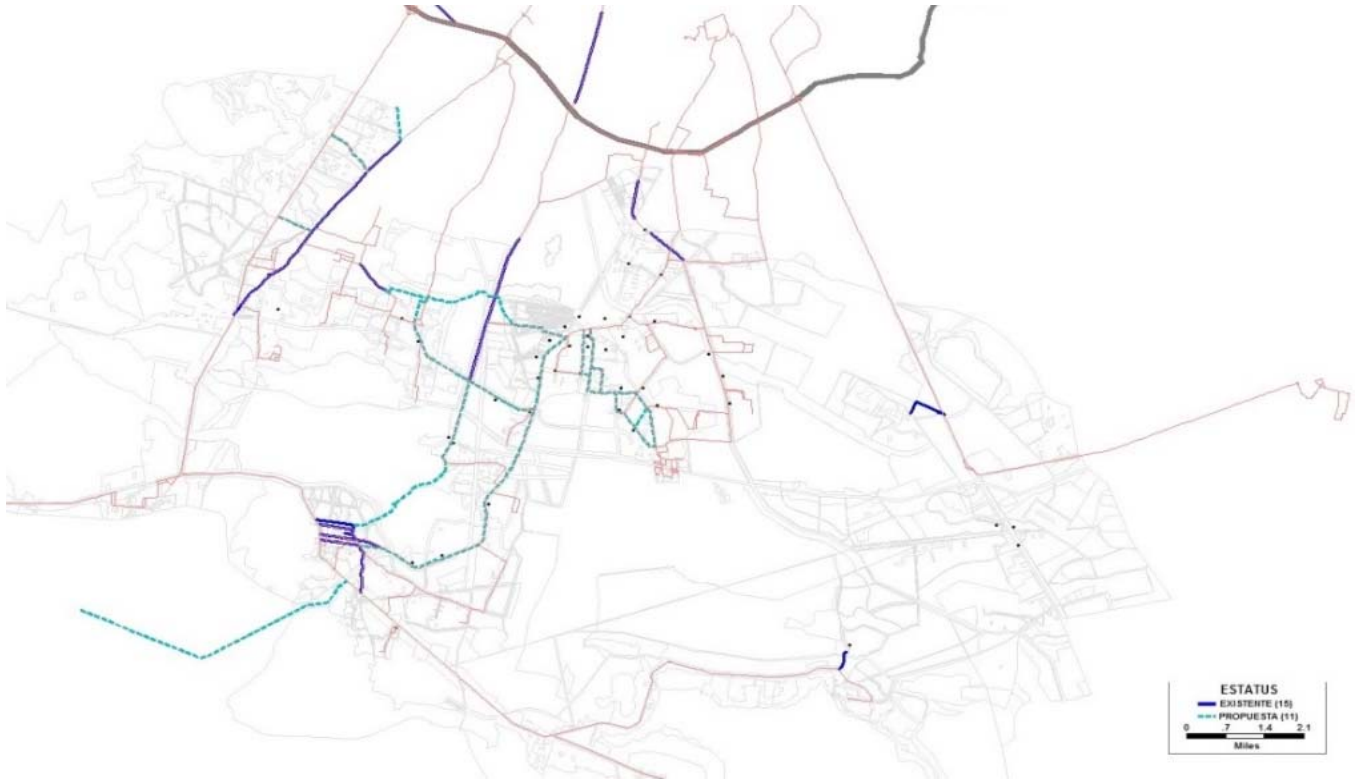 ESTATUS
EXISTENTE (15)
PROPUESTA (11)
0 .7 1.4 2.1
Miles